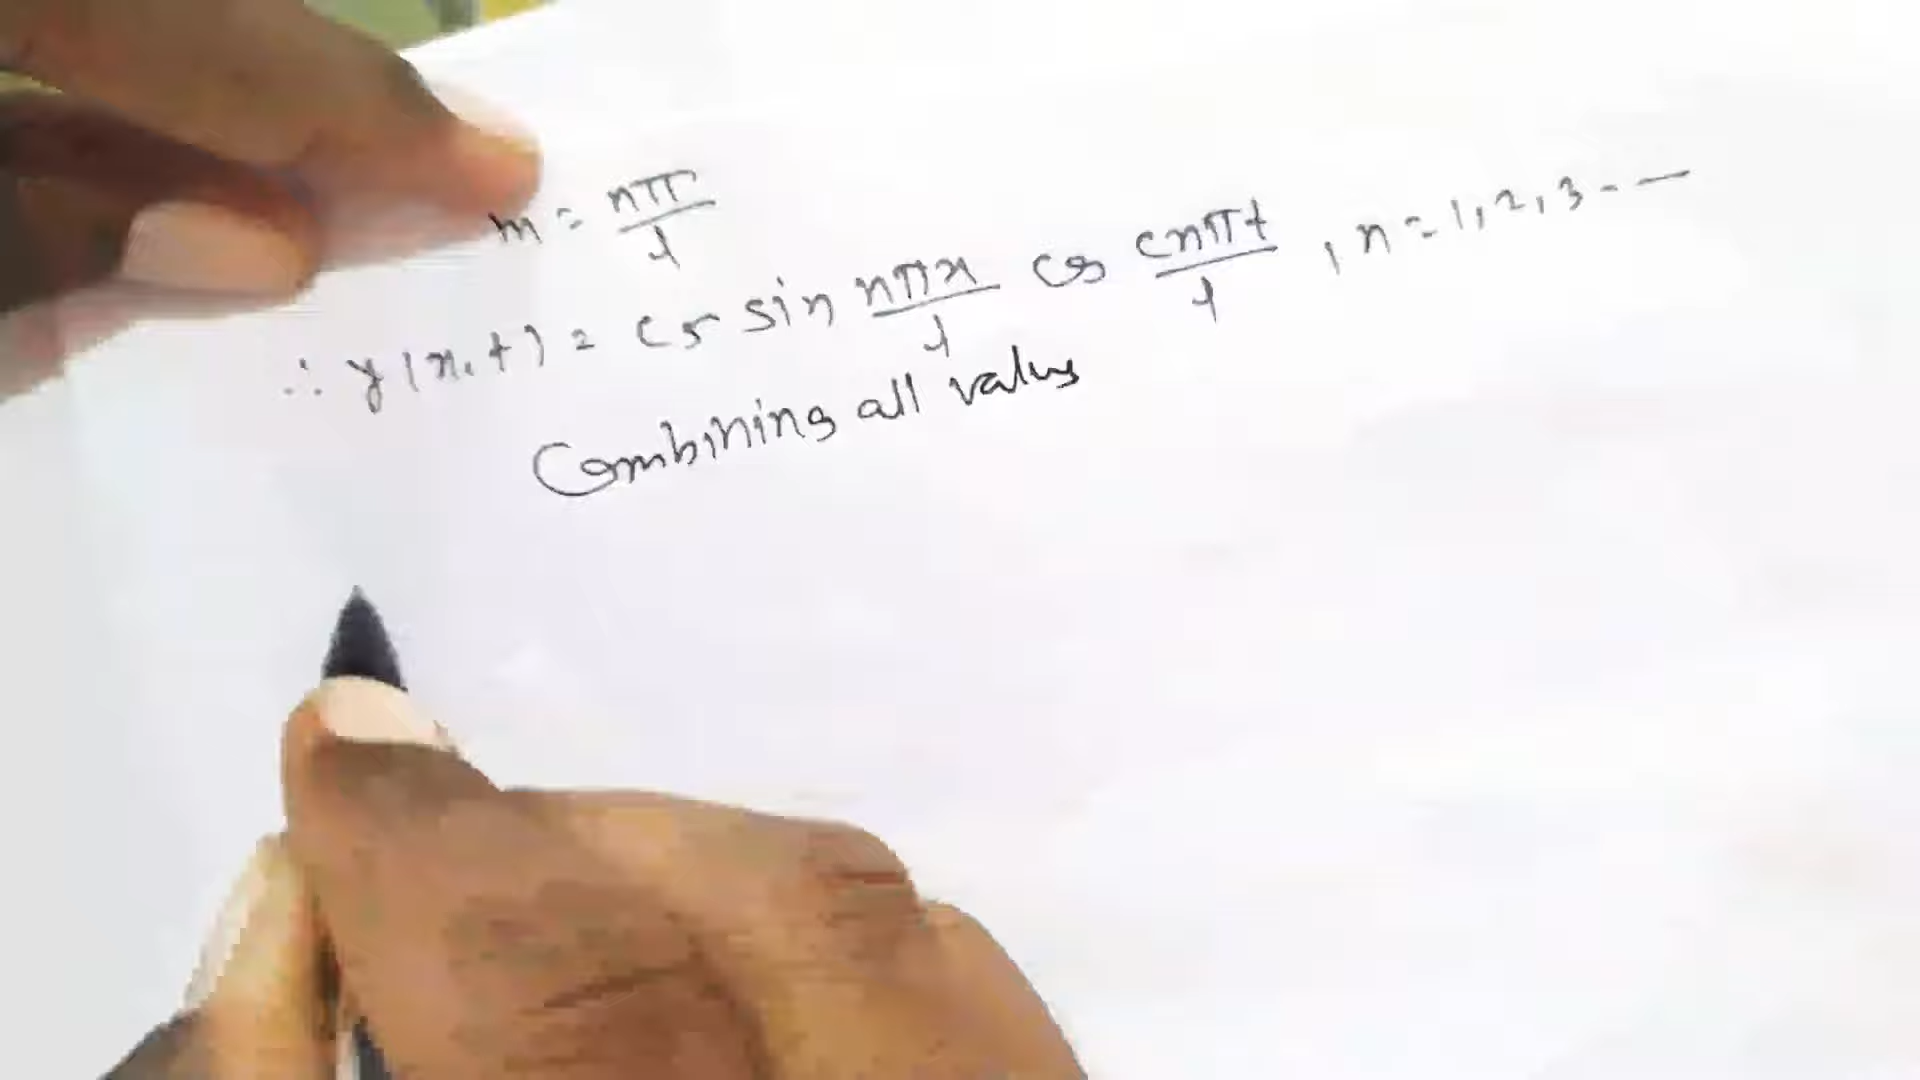 m = nπ/l
∴ y(x,t) = c5 sin nπx/l cos cnπt/l , n = 1, 2, 3 - —
Combining all values